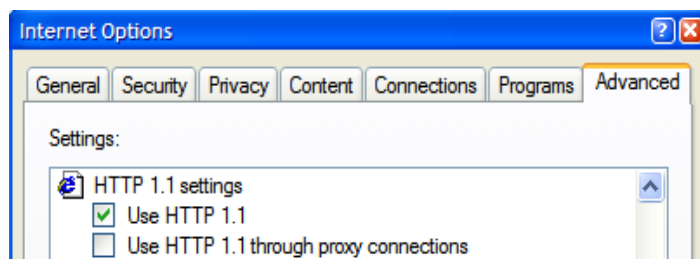 Internet Options
General Security Privacy Content Connections Programs Advanced
Settings:
HTTP 1.1 settings
Use HTTP 1.1
Use HTTP 1.1 through proxy connections